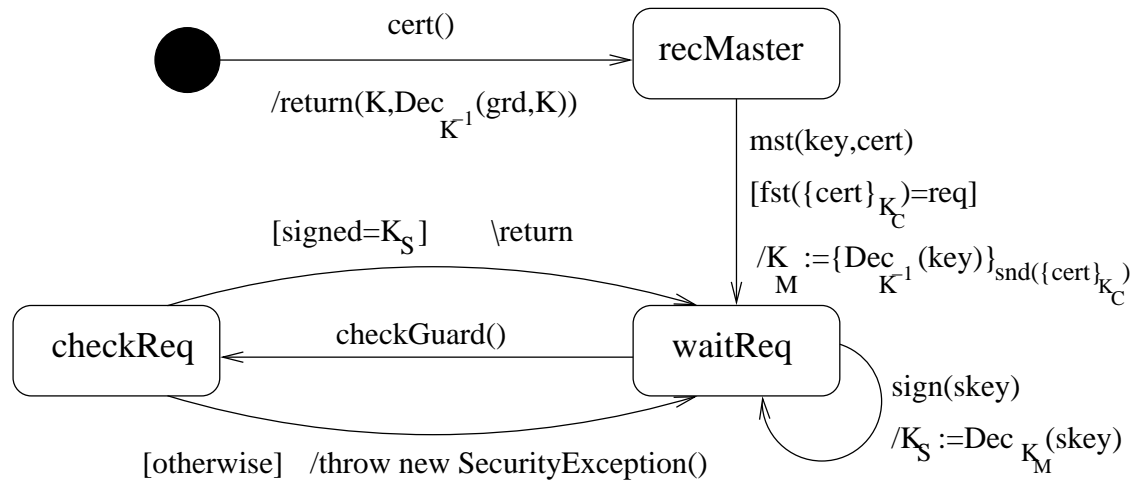 cert()
recMaster
/return(K,Dec_{K^{-1}}(grd,K))
mst(key,cert)
[fst({cert}_{K_C})=req]
/K_M :={Dec_{K^{-1}}(key)}_{snd({cert}_{K_C})}
[signed=K_S] \return
checkReq
checkGuard()
waitReq
sign(skey)
/K_S :=Dec_{K_M}(skey)
[otherwise] /throw new SecurityException()